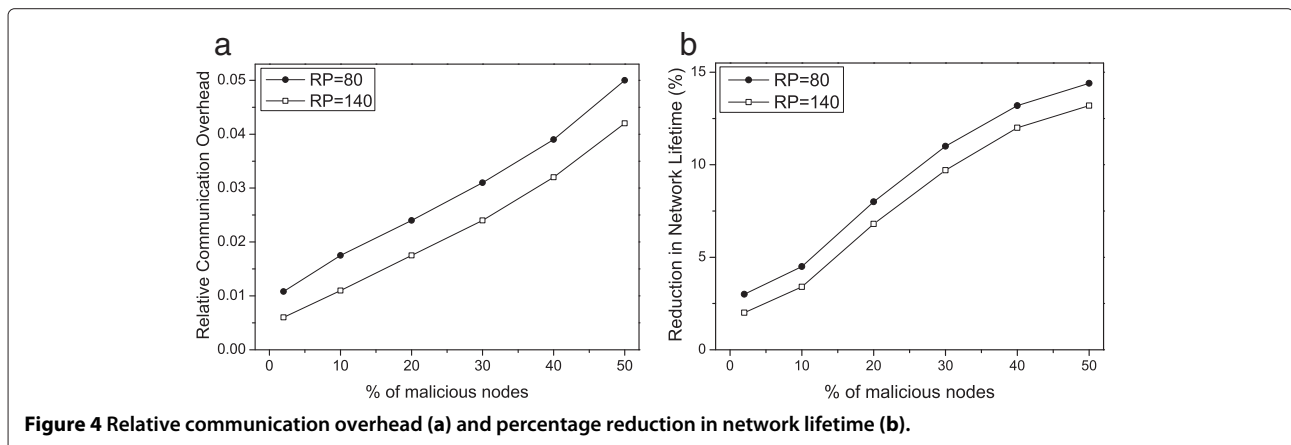 a
RP=80
RP=140
0.05
0.04
0.03
0.02
0.01
0.00
Relative Communication Overhead
0 10 20 30 40 50
% of malicious nodes
b
RP=80
RP=140
15
10
5
0
Reduction in Network Lifetime (%)
0 10 20 30 40 50
% of malicious nodes
Figure 4 Relative communication overhead (a) and percentage reduction in network lifetime (b).